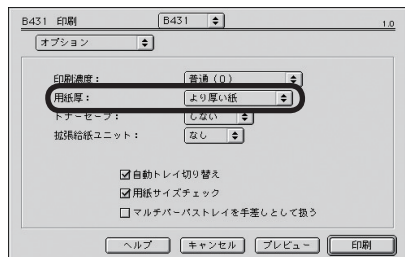 B431 印刷 B431 1.0
オプション
印刷濃度： 普通（0）
用紙厚： より厚い紙
トナーセーブ： しない
拡張給紙ユニット： なし
自動トレイ切り替え
用紙サイズチェック
マルチパーパストレイを手差しとして扱う
ヘルプ キャンセル プレビュー 印刷